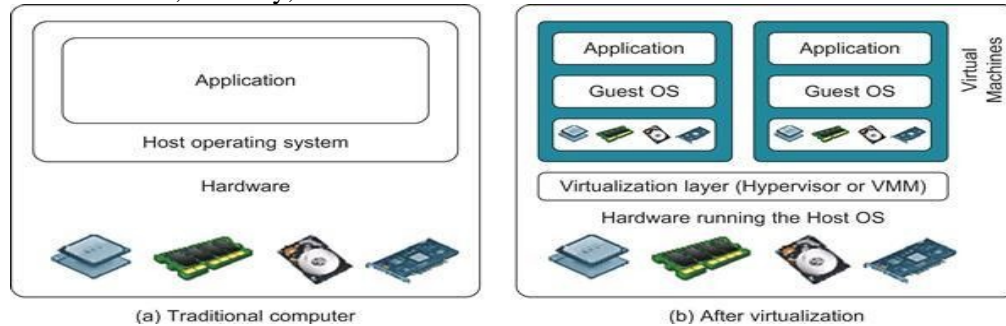 Application
Host operating system
Hardware
(a) Traditional computer
Application
Guest OS
Application
Guest OS
Virtual
Machines
Virtualization layer (Hypervisor or VMM)
Hardware running the Host OS
(b) After virtualization